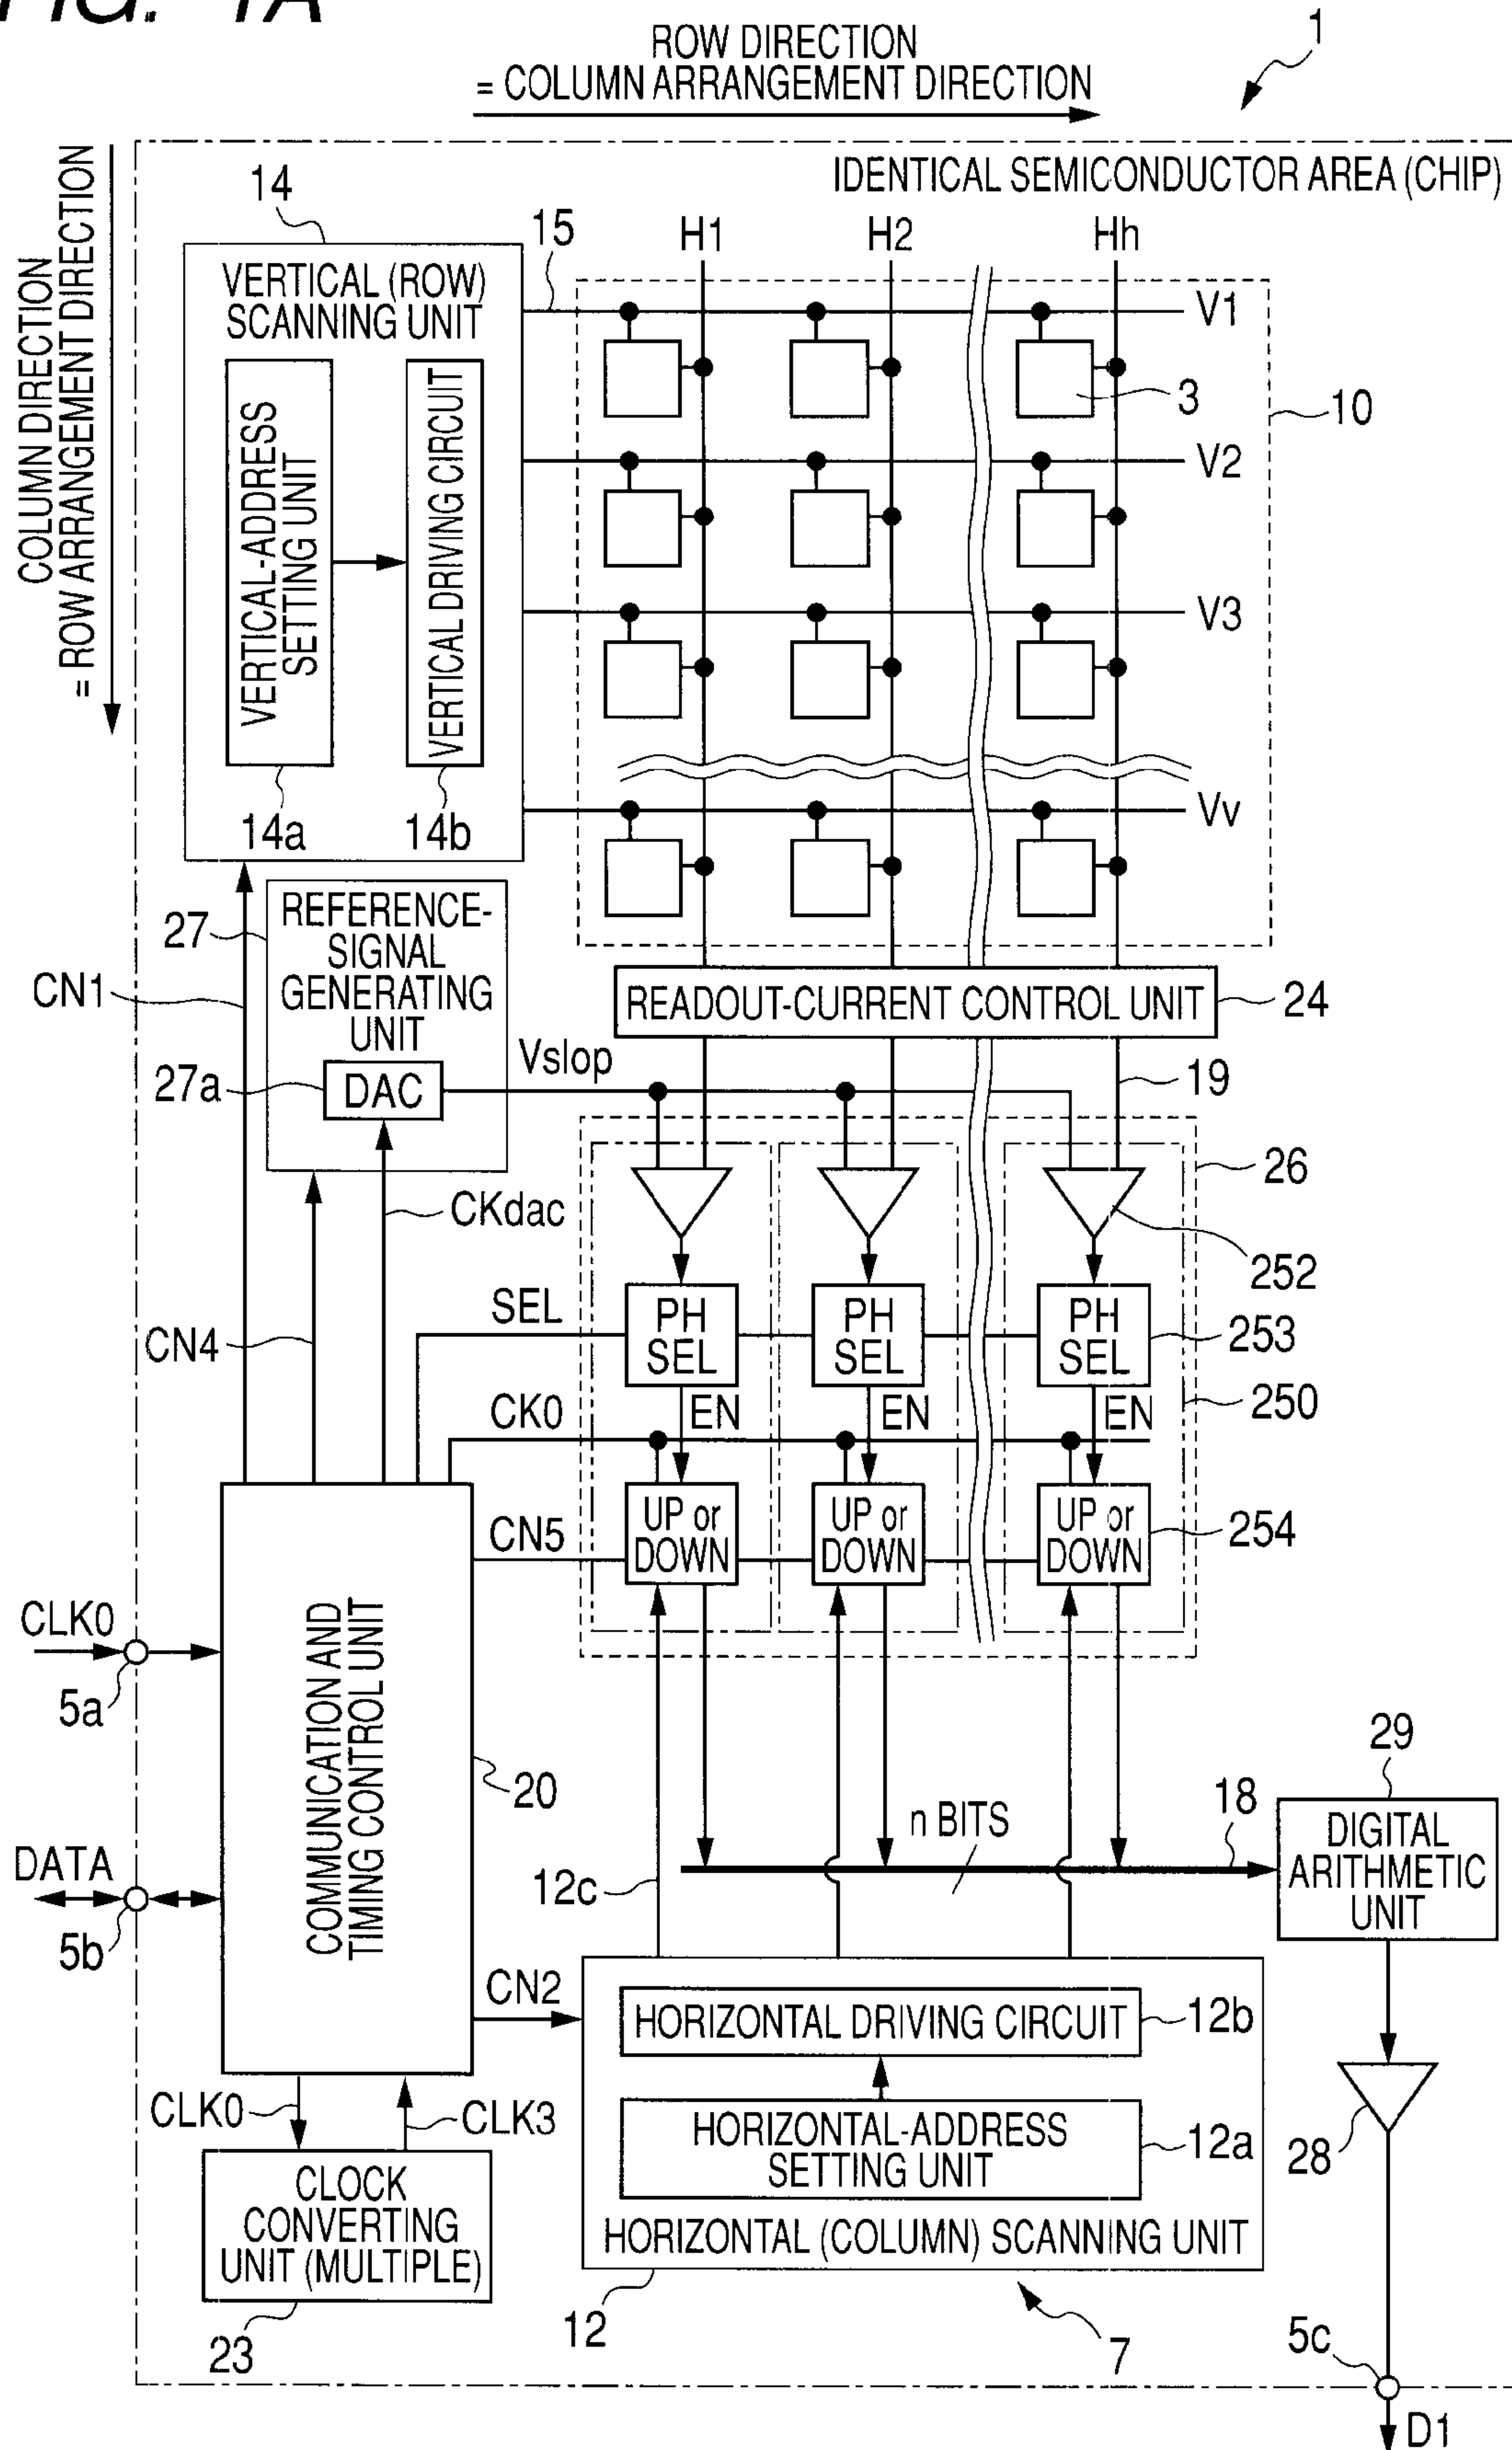 FIG. 1A
ROW DIRECTION
= COLUMN ARRANGEMENT DIRECTION
1
COLUMN DIRECTION
= ROW ARRANGEMENT DIRECTION
IDENTICAL SEMICONDUCTOR AREA (CHIP)
14
15
H1
H2
Hh
VERTICAL (ROW)
SCANNING UNIT
V1
VERTICAL-ADDRESS
SETTING UNIT
VERTICAL DRIVING CIRCUIT
3
10
V2
V3
14a
14b
Vv
27
REFERENCE-
SIGNAL
GENERATING
UNIT
CN1
READOUT-CURRENT CONTROL UNIT
24
27a
DAC
Vslop
19
26
CKdac
252
SEL
CN4
PH
SEL
PH
SEL
PH
SEL
253
CK0
EN
EN
EN
250
CN5
UP or
DOWN
UP or
DOWN
UP or
DOWN
254
CLK0
5a
COMMUNICATION AND
TIMING CONTROL UNIT
20
29
18
n BITS
DIGITAL
ARITHMETIC
UNIT
DATA
5b
12c
CN2
HORIZONTAL DRIVING CIRCUIT
12b
CLK0
CLK3
HORIZONTAL-ADDRESS
SETTING UNIT
12a
28
CLOCK
CONVERTING
UNIT (MULTIPLE)
HORIZONTAL (COLUMN) SCANNING UNIT
23
12
7
5c
D1